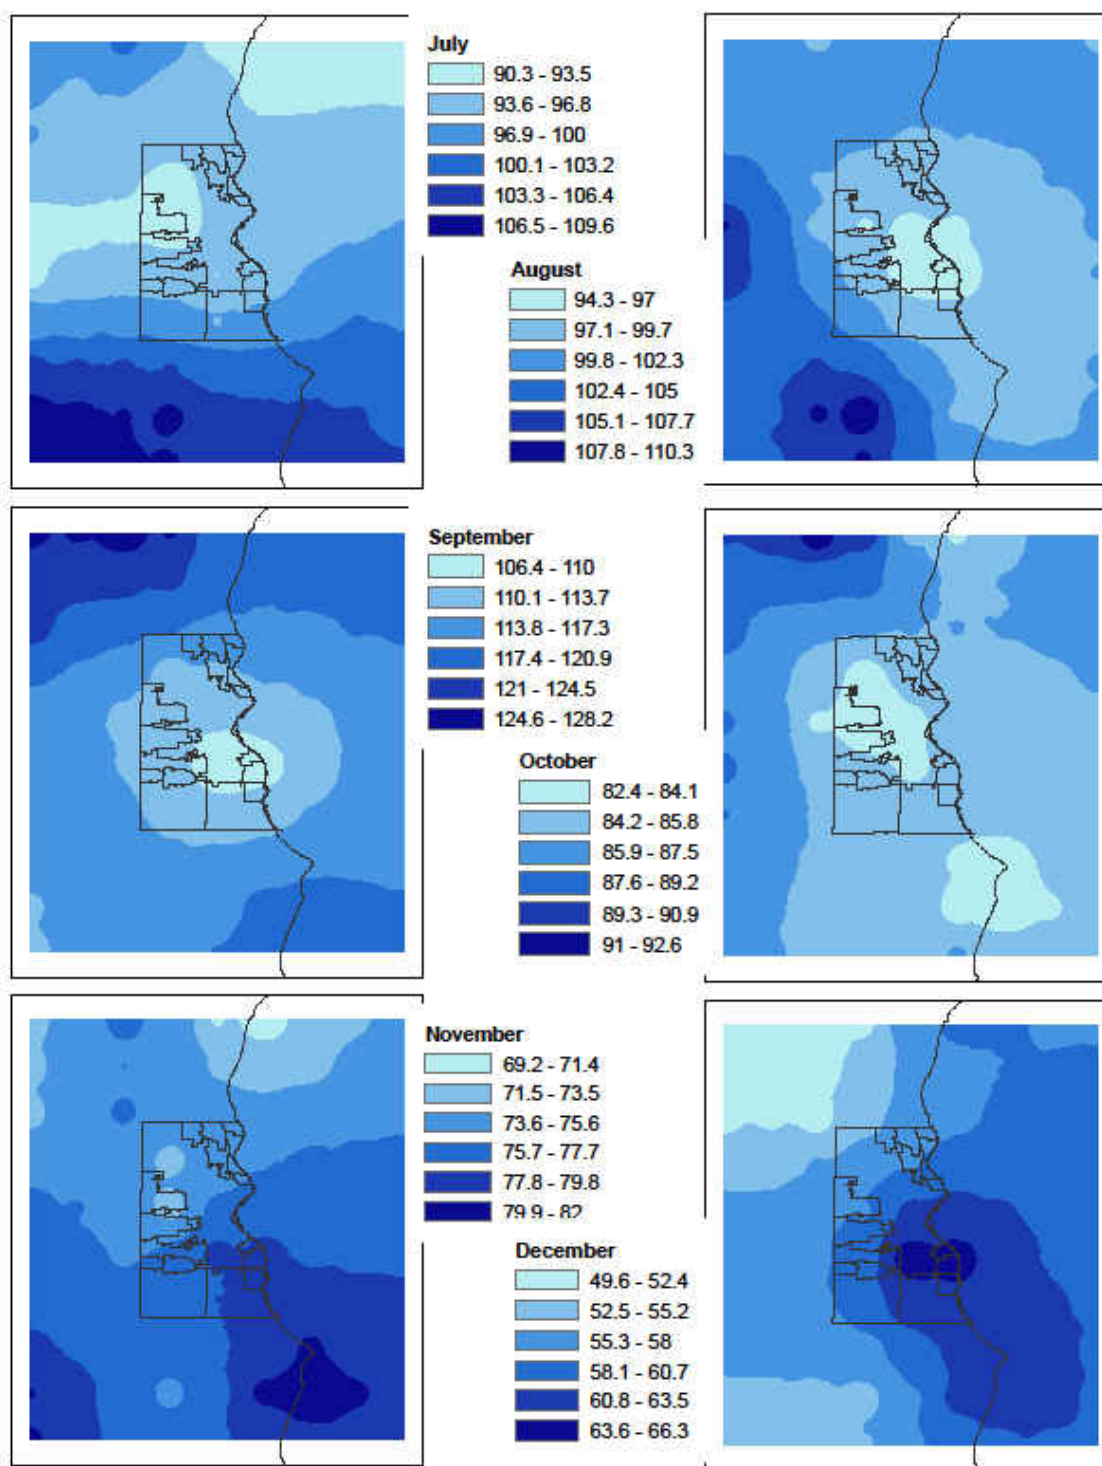 July
90.3 - 93.5
93.6 - 96.8
96.9 - 100
100.1 - 103.2
103.3 - 106.4
106.5 - 109.6
August
94.3 - 97
97.1 - 99.7
99.8 - 102.3
102.4 - 105
105.1 - 107.7
107.8 - 110.3
September
106.4 - 110
110.1 - 113.7
113.8 - 117.3
117.4 - 120.9
121 - 124.5
124.6 - 128.2
October
82.4 - 84.1
84.2 - 85.8
85.9 - 87.5
87.6 - 89.2
89.3 - 90.9
91 - 92.6
November
69.2 - 71.4
71.5 - 73.5
73.6 - 75.6
75.7 - 77.7
77.8 - 79.8
79.9 - 82
December
49.6 - 52.4
52.5 - 55.2
55.3 - 58
58.1 - 60.7
60.8 - 63.5
63.6 - 66.3